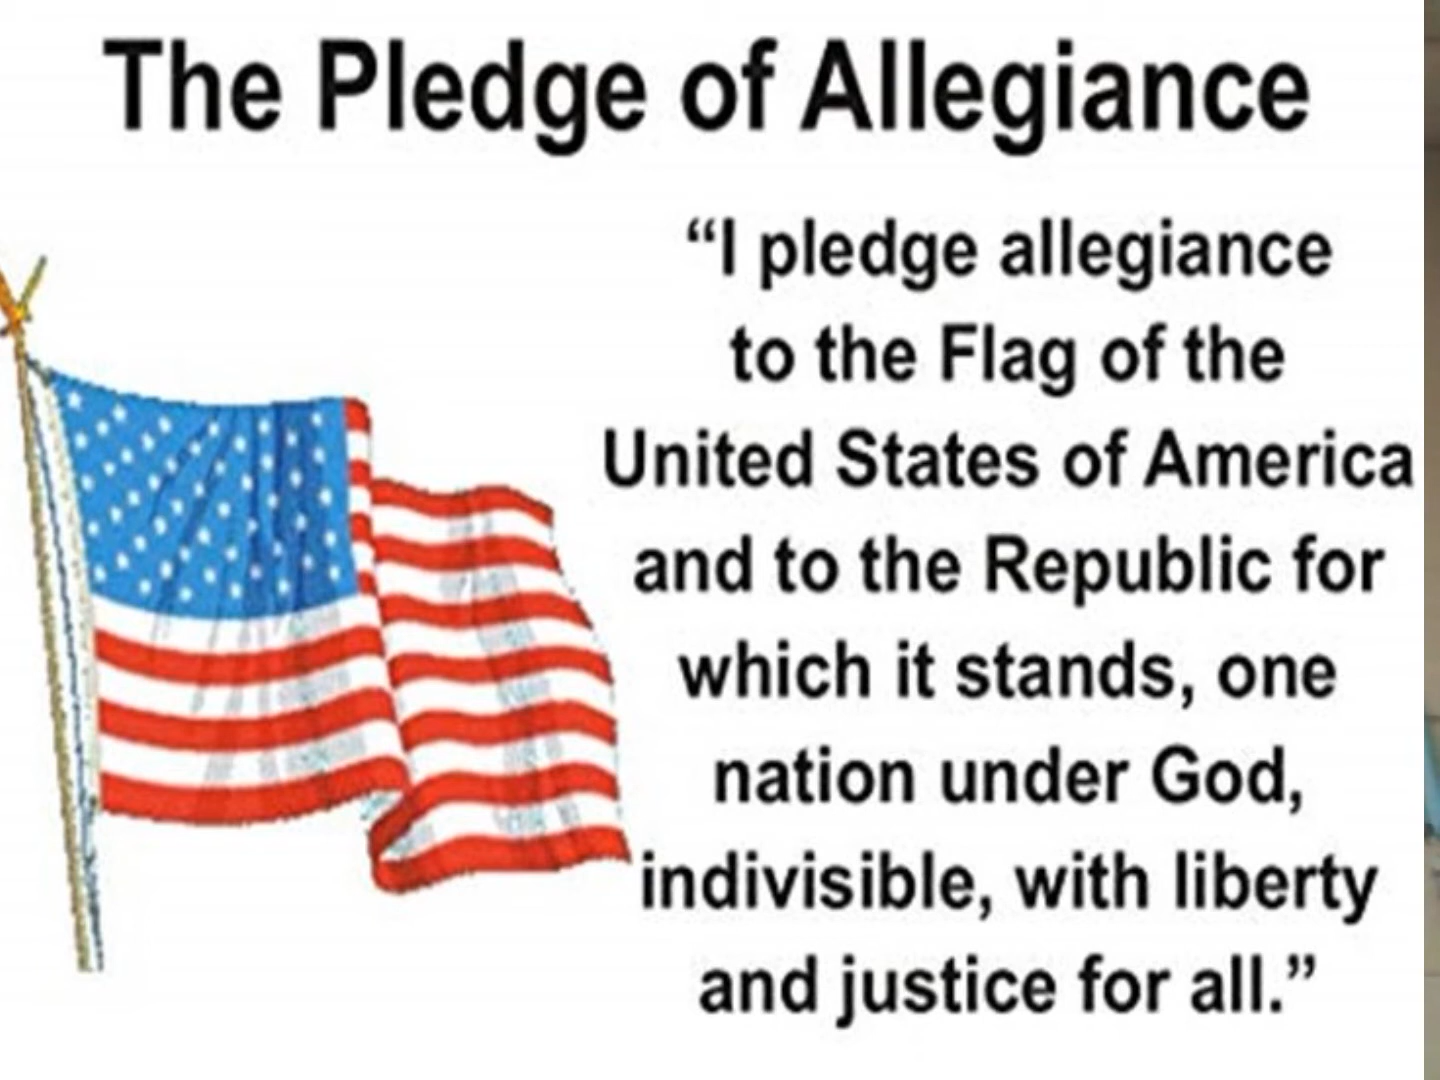 The Pledge of Allegiance
“I pledge allegiance
to the Flag of the
United States of America
and to the Republic for
which it stands, one
nation under God,
indivisible, with liberty
and justice for all.”